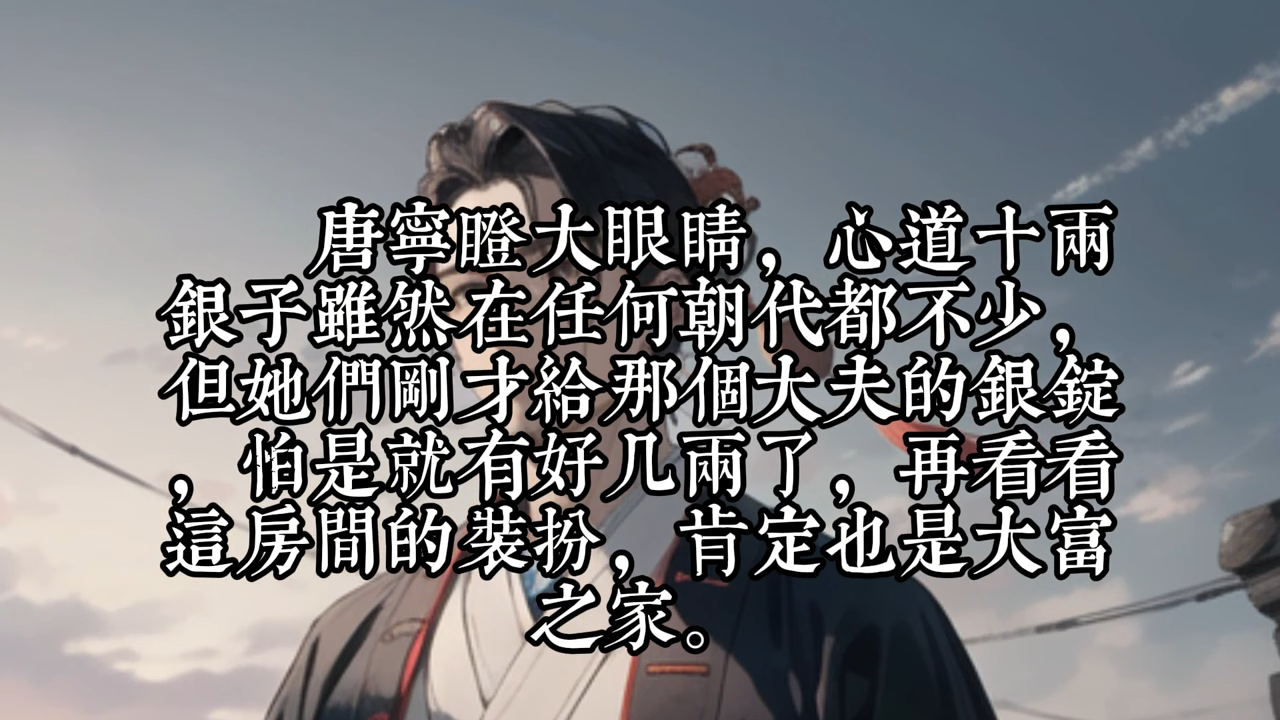 唐寧瞪大眼睛，心道十兩
銀子雖然在任何朝代都不少，
但她們剛才給那個大夫的銀錠
，怕是就有好几兩了，再看看
這房間的裝扮，肯定也是大富
之家。